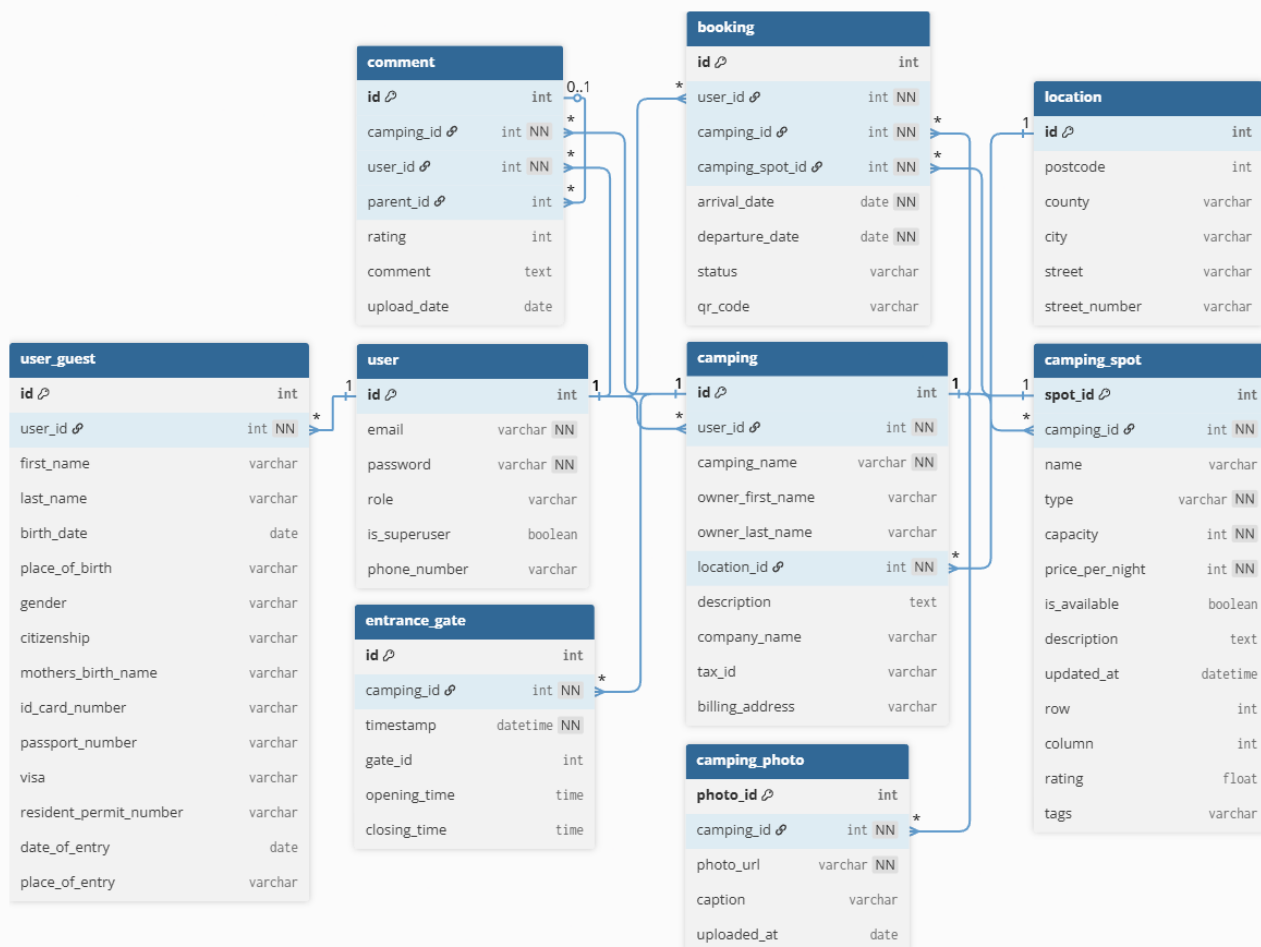 comment
id int
camping_id int NN
user_id int NN
parent_id int
rating int
comment text
upload_date date
0..1
*
*
*
booking
id int
user_id int NN
camping_id int NN
camping_spot_id int NN
arrival_date date NN
departure_date date NN
status varchar
qr_code varchar
*
*
*
location
id int
postcode int
county varchar
city varchar
street varchar
street_number varchar
1
user_guest
id int
user_id int NN
first_name varchar
last_name varchar
birth_date date
place_of_birth varchar
gender varchar
citizenship varchar
mothers_birth_name varchar
id_card_number varchar
passport_number varchar
visa varchar
resident_permit_number varchar
date_of_entry date
place_of_entry varchar
*
1
user
id int
email varchar NN
password varchar NN
role varchar
is_superuser boolean
phone_number varchar
1
entrance_gate
id int
camping_id int NN
timestamp datetime NN
gate_id int
opening_time time
closing_time time
*
1
*
camping
id int
user_id int NN
camping_name varchar NN
owner_first_name varchar
owner_last_name varchar
location_id int NN
description text
company_name varchar
tax_id varchar
billing_address varchar
1
*
camping_photo
photo_id int
camping_id int NN
photo_url varchar NN
caption varchar
uploaded_at date
*
1
*
camping_spot
spot_id int
camping_id int NN
name varchar
type varchar NN
capacity int NN
price_per_night int NN
is_available boolean
description text
updated_at datetime
row int
column int
rating float
tags varchar